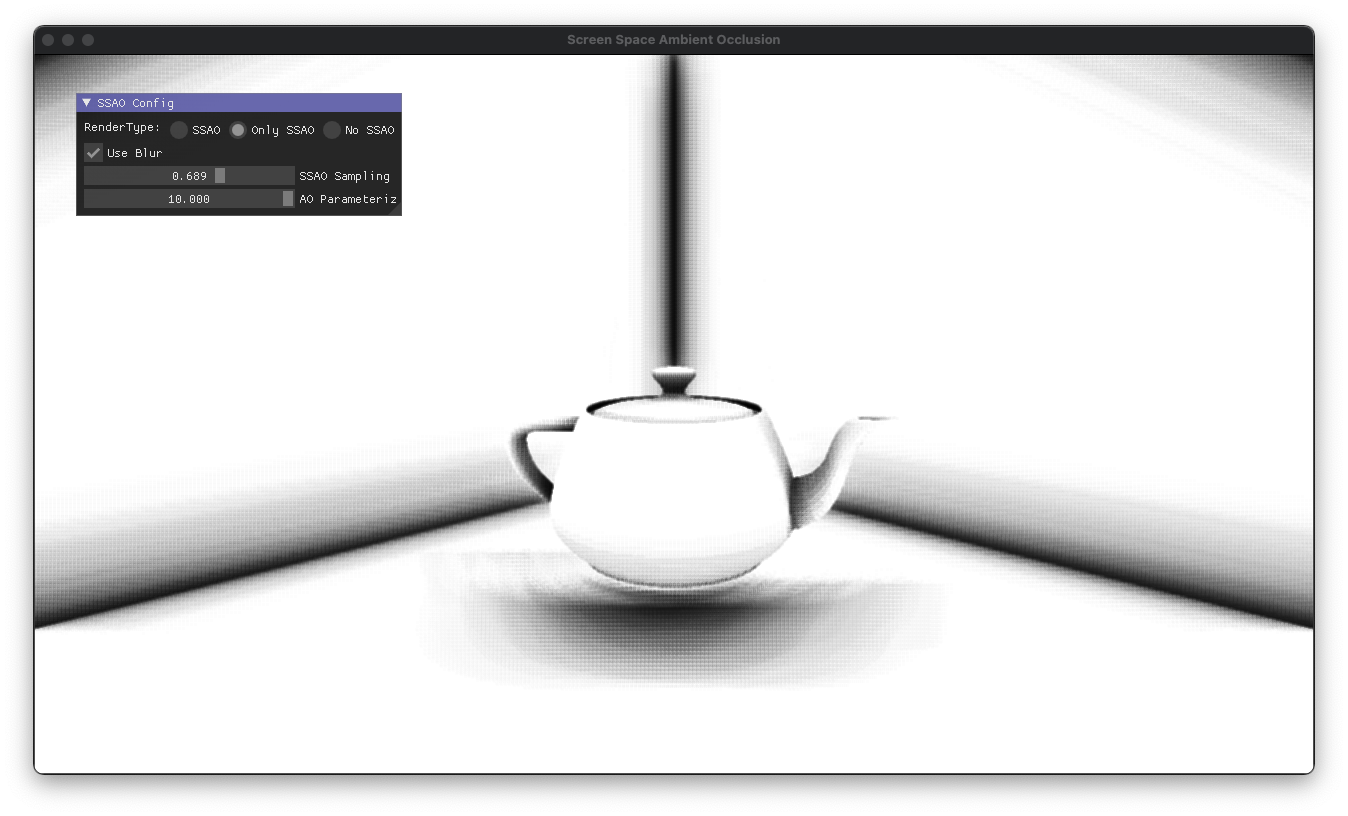 Screen Space Ambient Occlusion
SSAO Config
RenderType: SSAO Only SSAO No SSAO
Use Blur
0.689 SSAO Sampling
10.000 AO Parameteriz